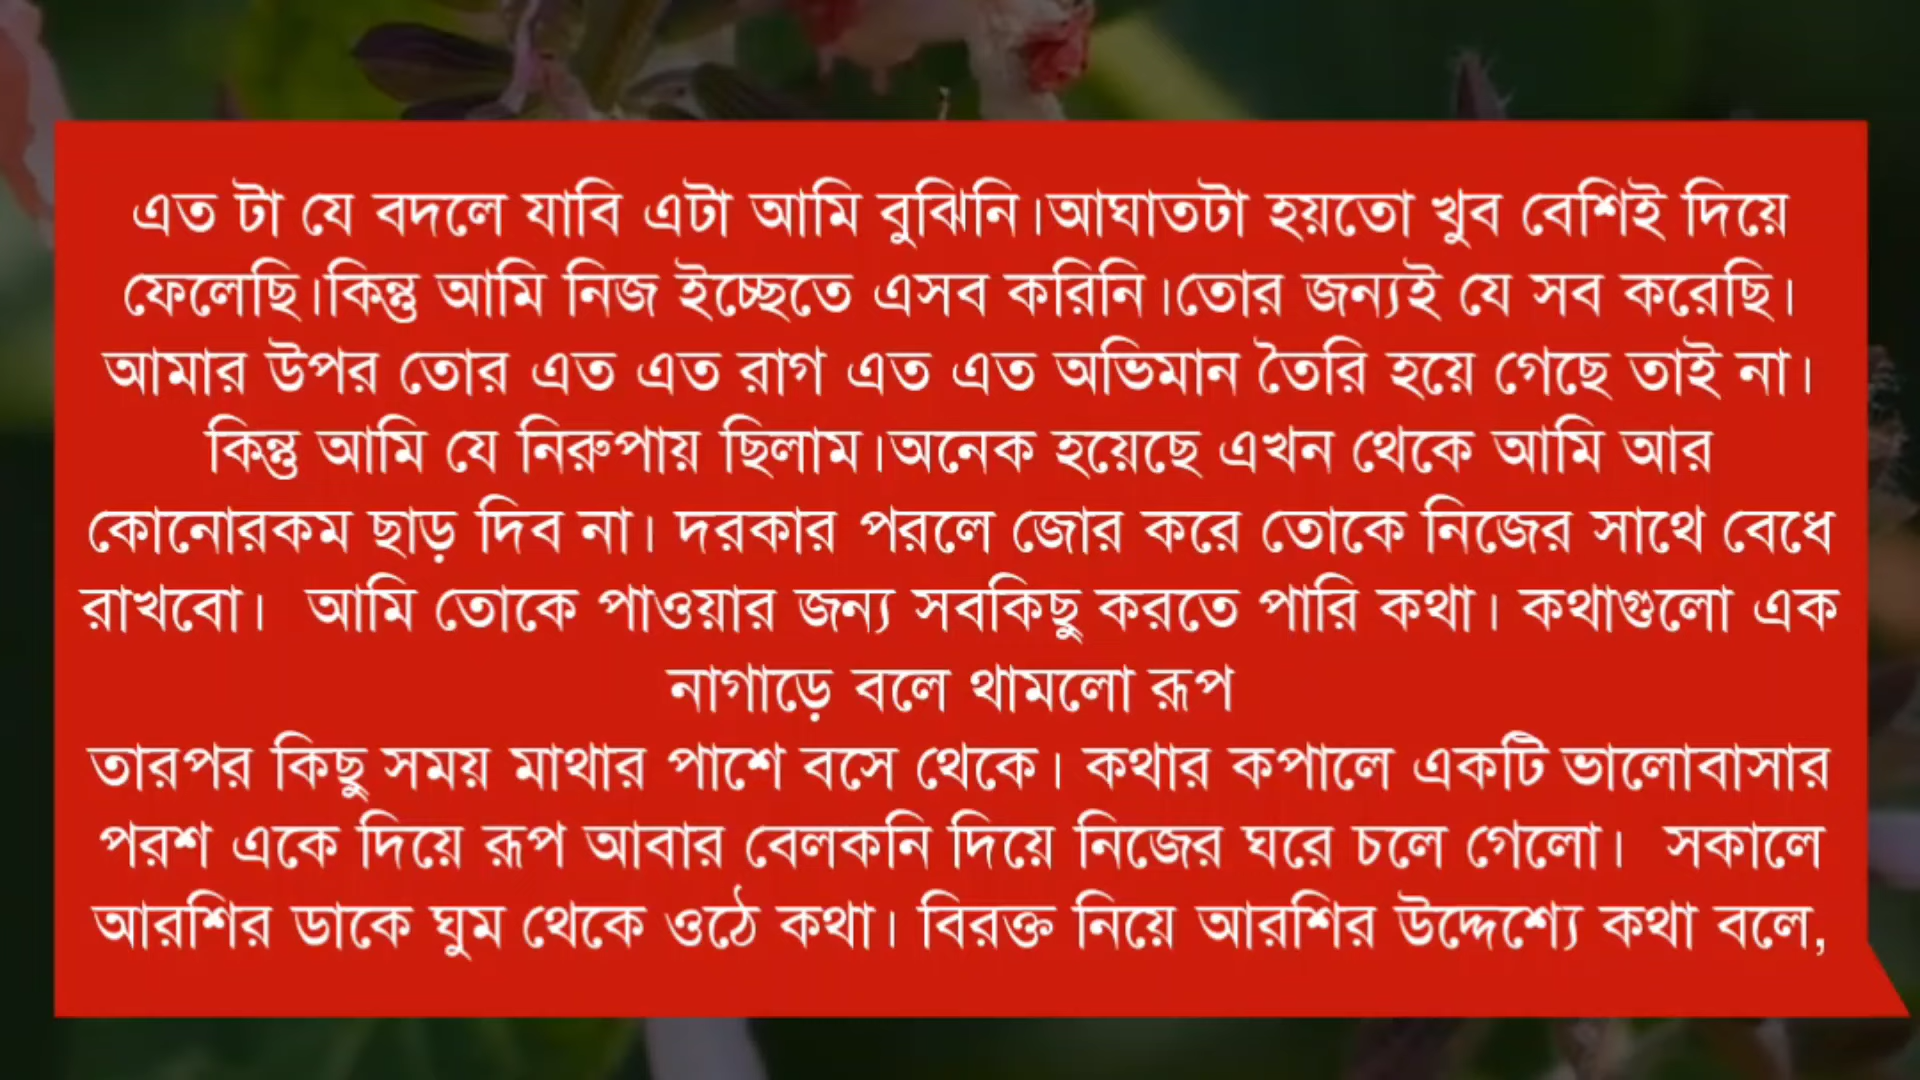 এত টা যে বদলে যাবি এটা আমি বুঝিনি।আঘাতটা হয়তো খুব বেশিই দিয়ে
ফেলেছি।কিন্তু আমি নিজ ইচ্ছেতে এসব করিনি।তোর জন্যই যে সব করেছি।
আমার উপর তোর এত এত রাগ এত এত অভিমান তৈরি হয়ে গেছে তাই না।
কিন্তু আমি যে নিরুপায় ছিলাম।অনেক হয়েছে এখন থেকে আমি আর
কোনোরকম ছাড় দিব না। দরকার পরলে জোর করে তোকে নিজের সাথে বেধে
রাখবো।  আমি তোকে পাওয়ার জন্য সবকিছু করতে পারি কথা। কথাগুলো এক
নাগাড়ে বলে থামলো রূপ
তারপর কিছু সময় মাথার পাশে বসে থেকে। কথার কপালে একটি ভালোবাসার
পরশ একে দিয়ে রূপ আবার বেলকনি দিয়ে নিজের ঘরে চলে গেলো।  সকালে
আরশির ডাকে ঘুম থেকে ওঠে কথা। বিরক্ত নিয়ে আরশির উদ্দেশ্যে কথা বলে,